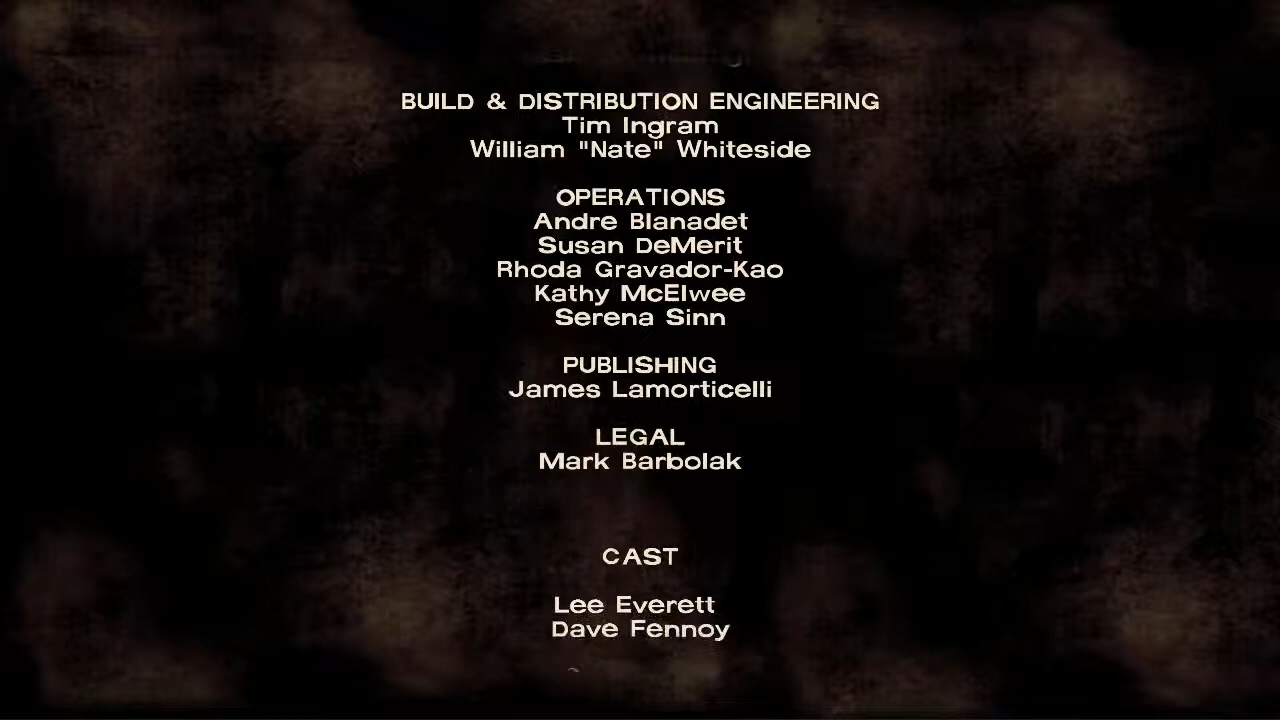 BUILD & DISTRIBUTION ENGINEERING
Tim Ingram
William "Nate" Whiteside
OPERATIONS
Andre Blanadet
Susan DeMerit
Rhoda Gravador-Kao
Kathy McElwee
Serena Sinn
PUBLISHING
James Lamorticelli
LEGAL
Mark Barbolak
CAST
Lee Everett
Dave Fennoy